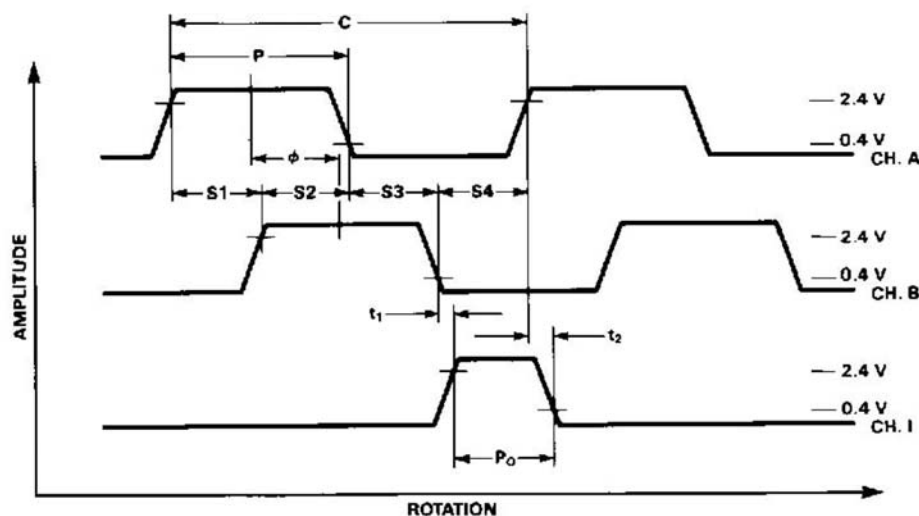 C
P
2.4 V
0.4 V
CH. A
ϕ
S1 S2 S3 S4
2.4 V
0.4 V
CH. B
t₁
t₂
2.4 V
0.4 V
CH. I
P₀
AMPLITUDE
ROTATION